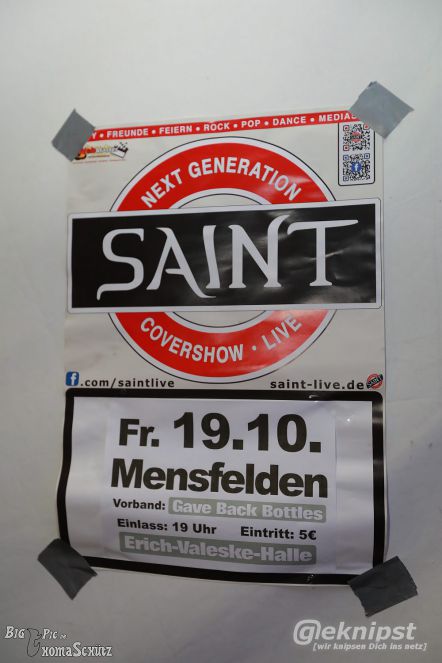 Y • FREUNDE • FEIERN • ROCK • POP • DANCE • MEDIA
NEXT GENERATION
SAINT
COVERSHOW • LIVE
f.com/saintlive
saint-live.de
Fr. 19.10.
Mensfelden
Vorband: Gave Back Bottles
Einlass: 19 Uhr Eintritt: 5€
Erich-Valeske-Halle
@eknipst
[wir knipsen Dich ins netz]